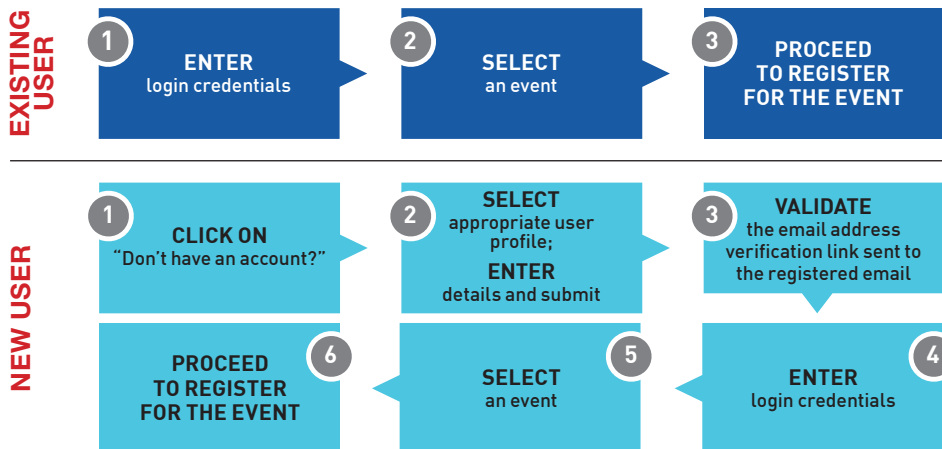 EXISTING
USER
1
ENTER
login credentials
2
SELECT
an event
3
PROCEED
TO REGISTER
FOR THE EVENT
NEW USER
1
CLICK ON
“Don’t have an account?”
2
SELECT
appropriate user
profile;
ENTER
details and submit
3
VALIDATE
the email address
verification link sent to
the registered email
4
ENTER
login credentials
5
SELECT
an event
6
PROCEED
TO REGISTER
FOR THE EVENT